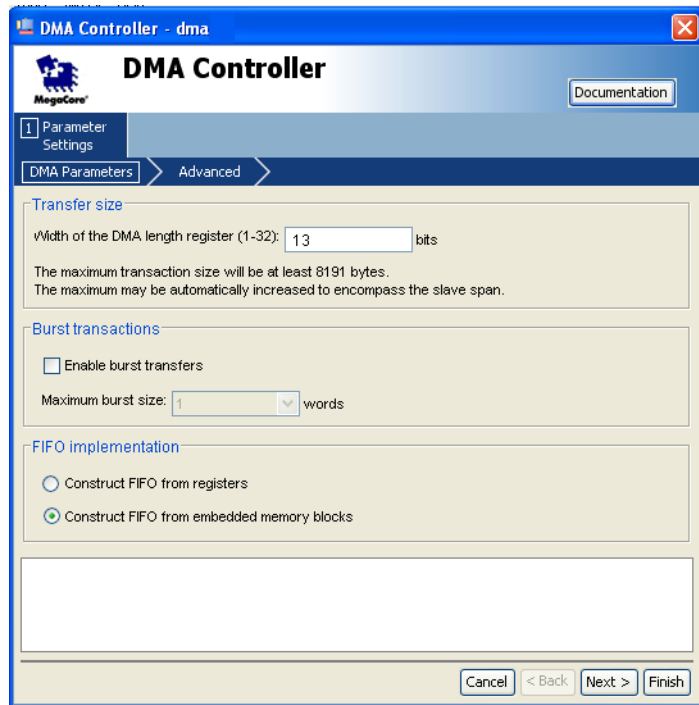 DMA Controller - dma
DMA Controller
MegaCore®
Documentation
1 Parameter
Settings
DMA Parameters
Advanced
Transfer size
Width of the DMA length register (1-32): 13 bits
The maximum transaction size will be at least 8191 bytes.
The maximum may be automatically increased to encompass the slave span.
Burst transactions
Enable burst transfers
Maximum burst size: 1 words
FIFO implementation
Construct FIFO from registers
Construct FIFO from embedded memory blocks
Cancel < Back Next > Finish